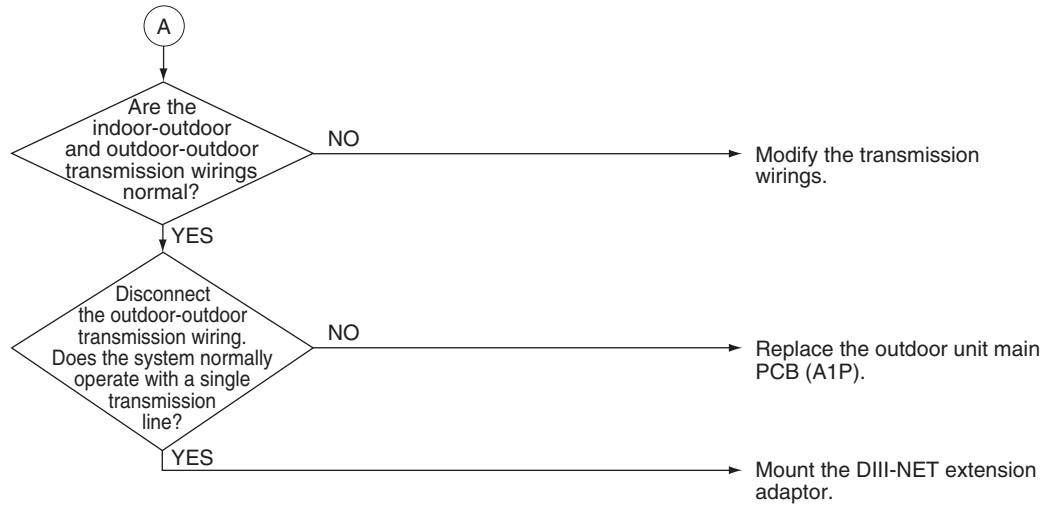 A
Are the
indoor-outdoor
and outdoor-outdoor
transmission wirings
normal?
NO
Modify the transmission
wirings.
YES
Disconnect
the outdoor-outdoor
transmission wiring.
Does the system normally
operate with a single
transmission
line?
NO
Replace the outdoor unit main
PCB (A1P).
YES
Mount the DIII-NET extension
adaptor.